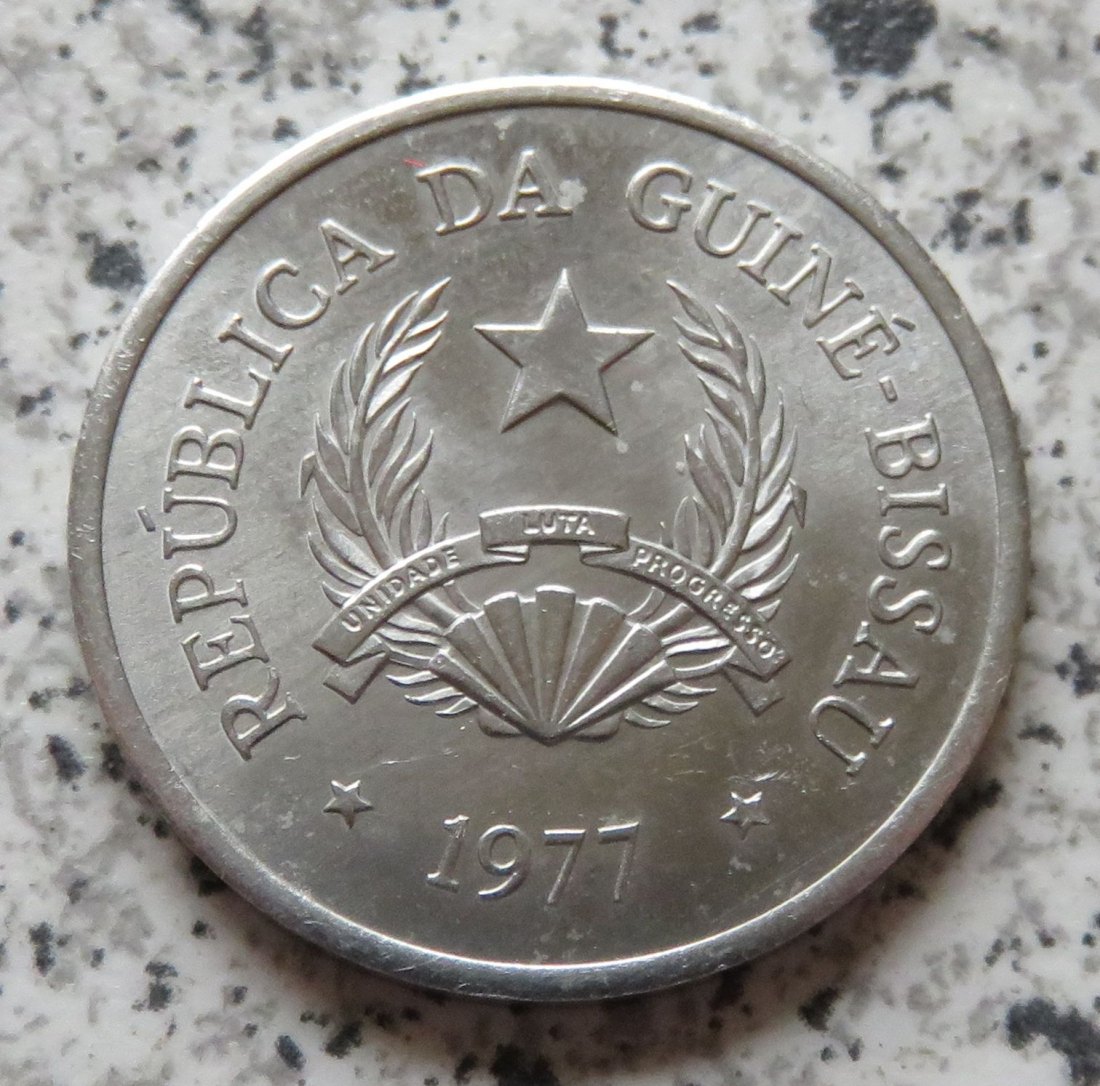 REPÚBLICA DA GUINÉ-BISSAU
UNIDADE LUTA PROGRESSO
1977